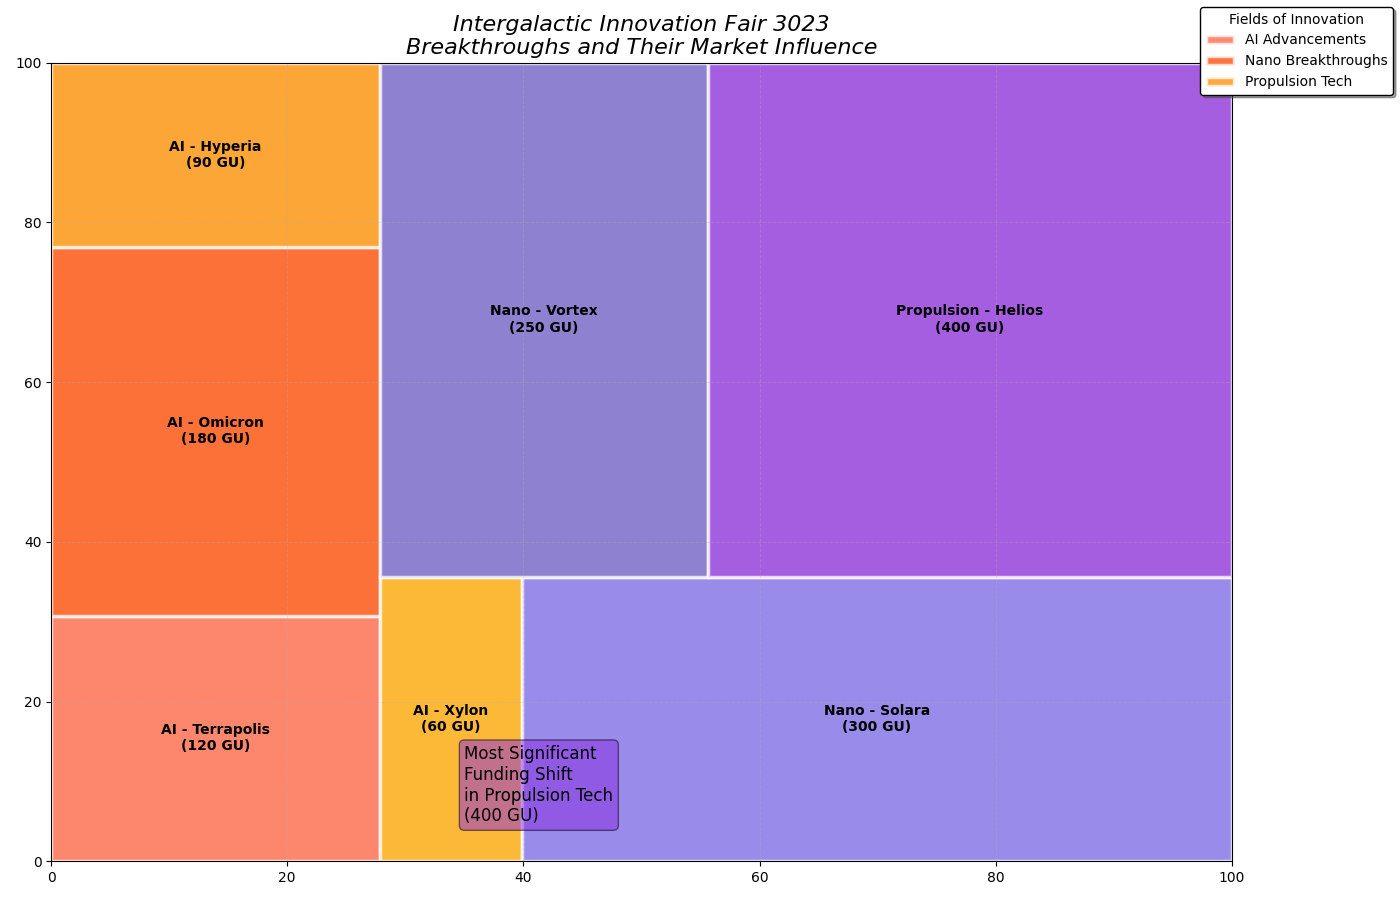 Intergalactic Innovation Fair 3023
Breakthroughs and Their Market Influence
Fields of Innovation
AI Advancements
Nano Breakthroughs
Propulsion Tech
100
80
60
40
20
0
AI - Hyperia
(90 GU)
AI - Omicron
(180 GU)
AI - Terrapolis
(120 GU)
Nano - Vortex
(250 GU)
Propulsion - Helios
(400 GU)
AI - Xylon
(60 GU)
Nano - Solara
(300 GU)
Most Significant
Funding Shift
in Propulsion Tech
(400 GU)
0
20
40
60
80
100